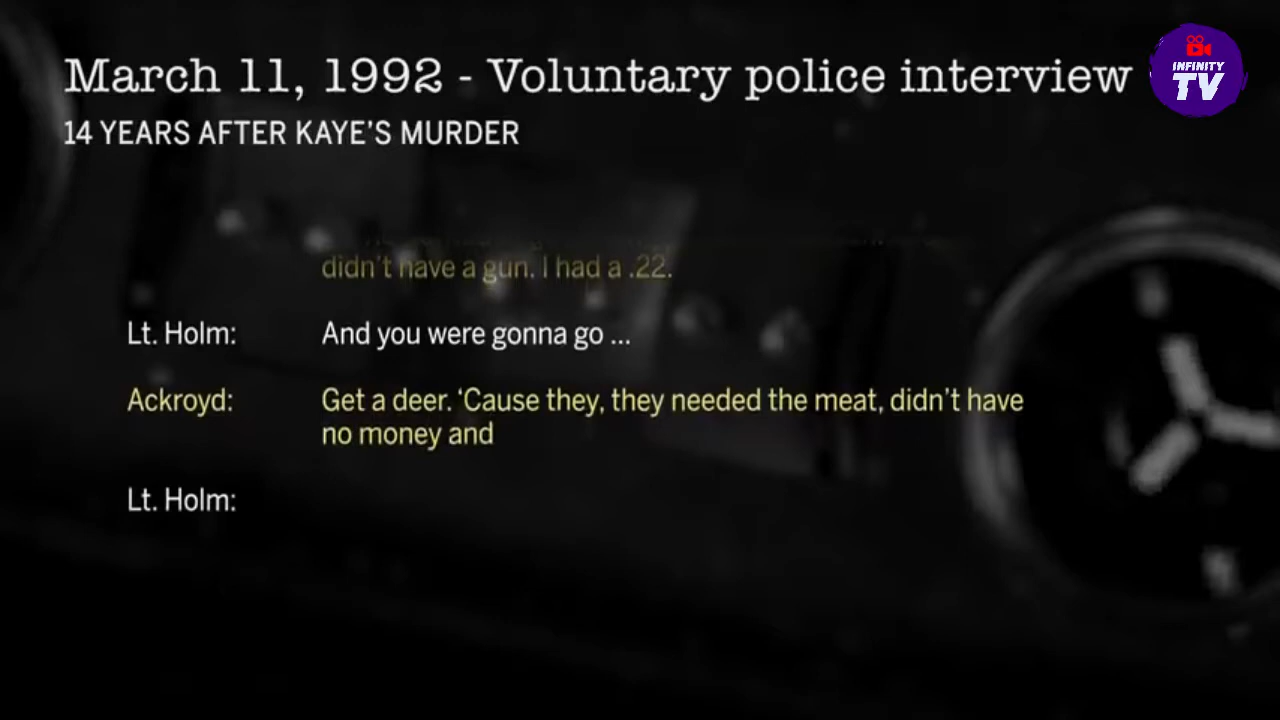 March 11, 1992 - Voluntary police interview
INFINITY
TV
14 YEARS AFTER KAYE'S MURDER
didn't have a gun. I had a .22.
Lt. Holm: And you were gonna go ...
Ackroyd: Get a deer. ‘Cause they, they needed the meat, didn't have
no money and
Lt. Holm: